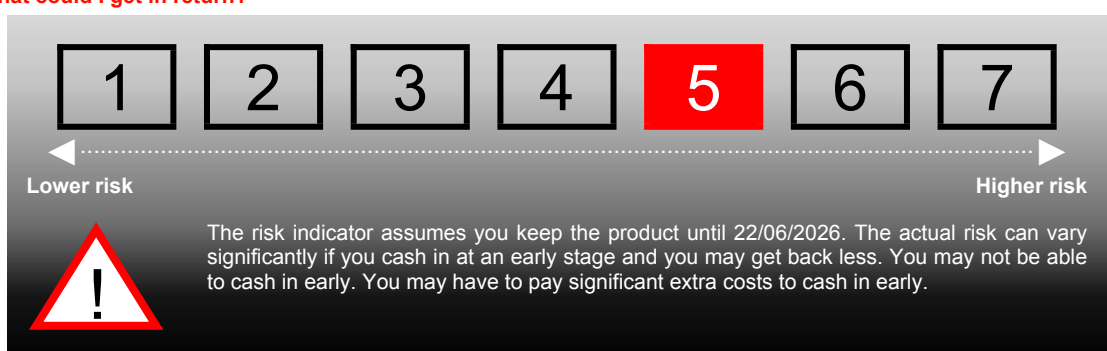 1 2 3 4 5 6 7
Lower risk Higher risk
The risk indicator assumes you keep the product until 22/06/2026. The actual risk can vary
significantly if you cash in at an early stage and you may get back less. You may not be able
to cash in early. You may have to pay significant extra costs to cash in early.
!